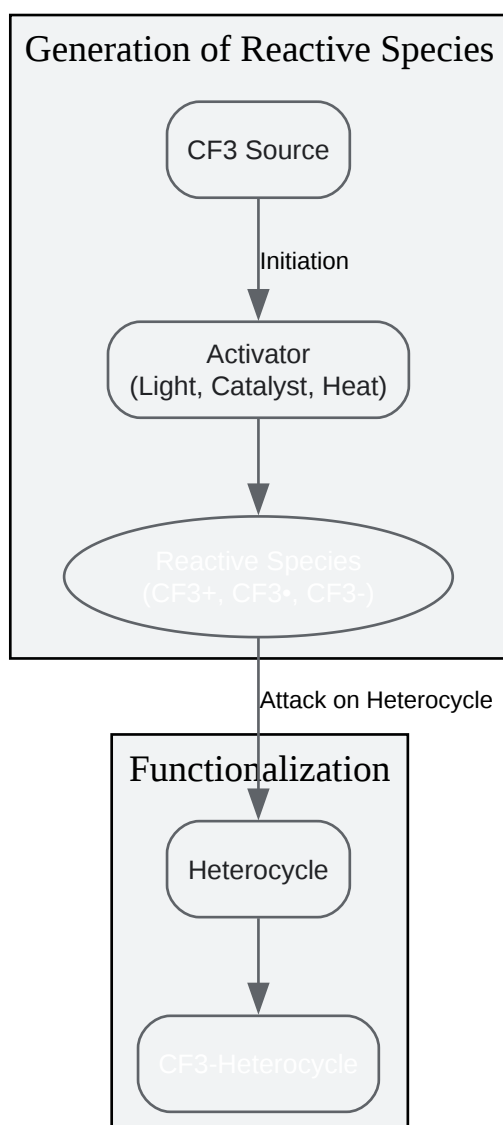 Generation of Reactive Species
CF3 Source
Initiation
Activator
(Light, Catalyst, Heat)
Reactive Species
(CF3+, CF3•, CF3-)
Attack on Heterocycle
Functionalization
Heterocycle
CF3-Heterocycle